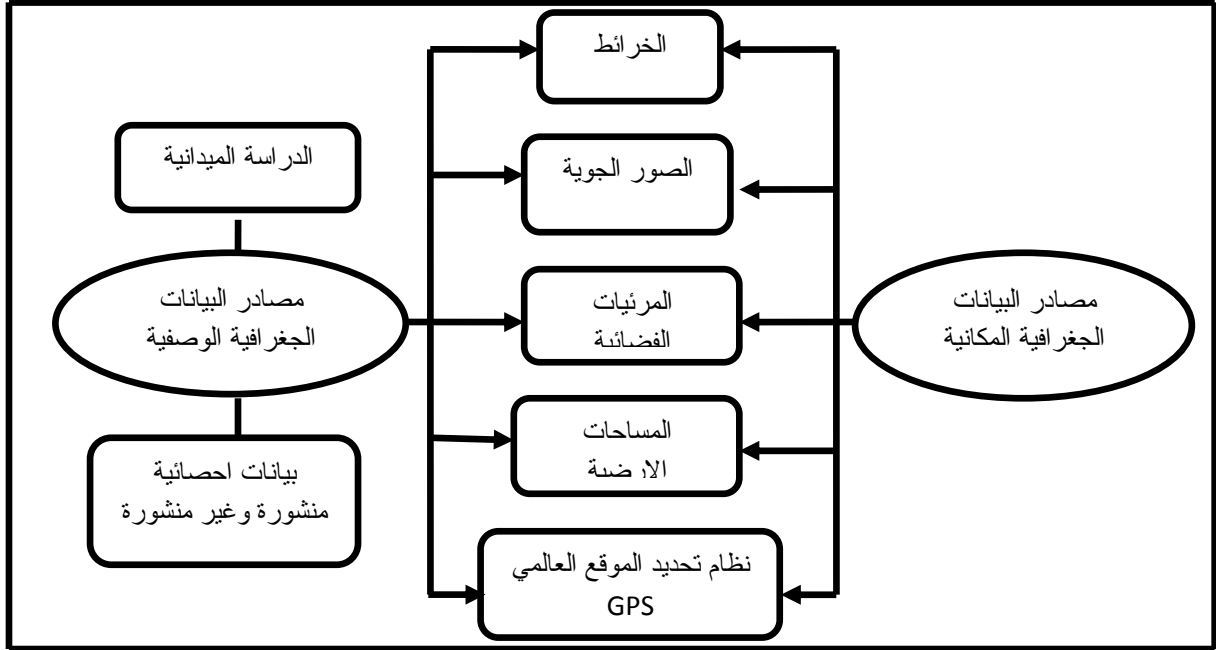 الخرائط
الدراسة الميدانية
الصور الجوية
مصادر البيانات
الجغرافية المكانية
المرئيات
الفضائية
مصادر البيانات
الجغرافية الوصفية
المساحات
الارضية
بيانات احصائية
منشورة وغير منشورة
نظام تحديد الموقع العالمي
GPS